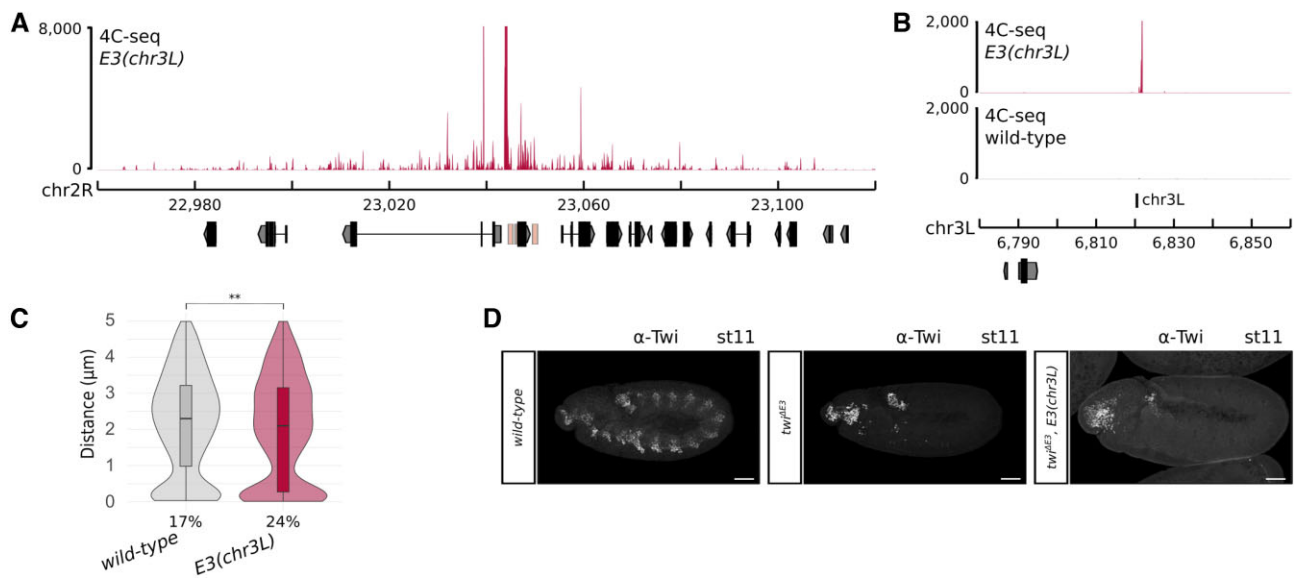 A
8,000
4C-seq
E3(chr3L)
0
chr2R
22,980
23,020
23,060
23,100
B
2,000
4C-seq
E3(chr3L)
0
2,000
4C-seq
wild-type
0
chr3L
chr3L
6,790
6,810
6,830
6,850
C
**
5
4
3
2
1
0
Distance (μm)
17%
24%
wild-type
E3(chr3L)
D
α-Twi st11
wild-type
α-Twi st11
twiΔE3
α-Twi st11
twiΔE3, E3(chr3L)